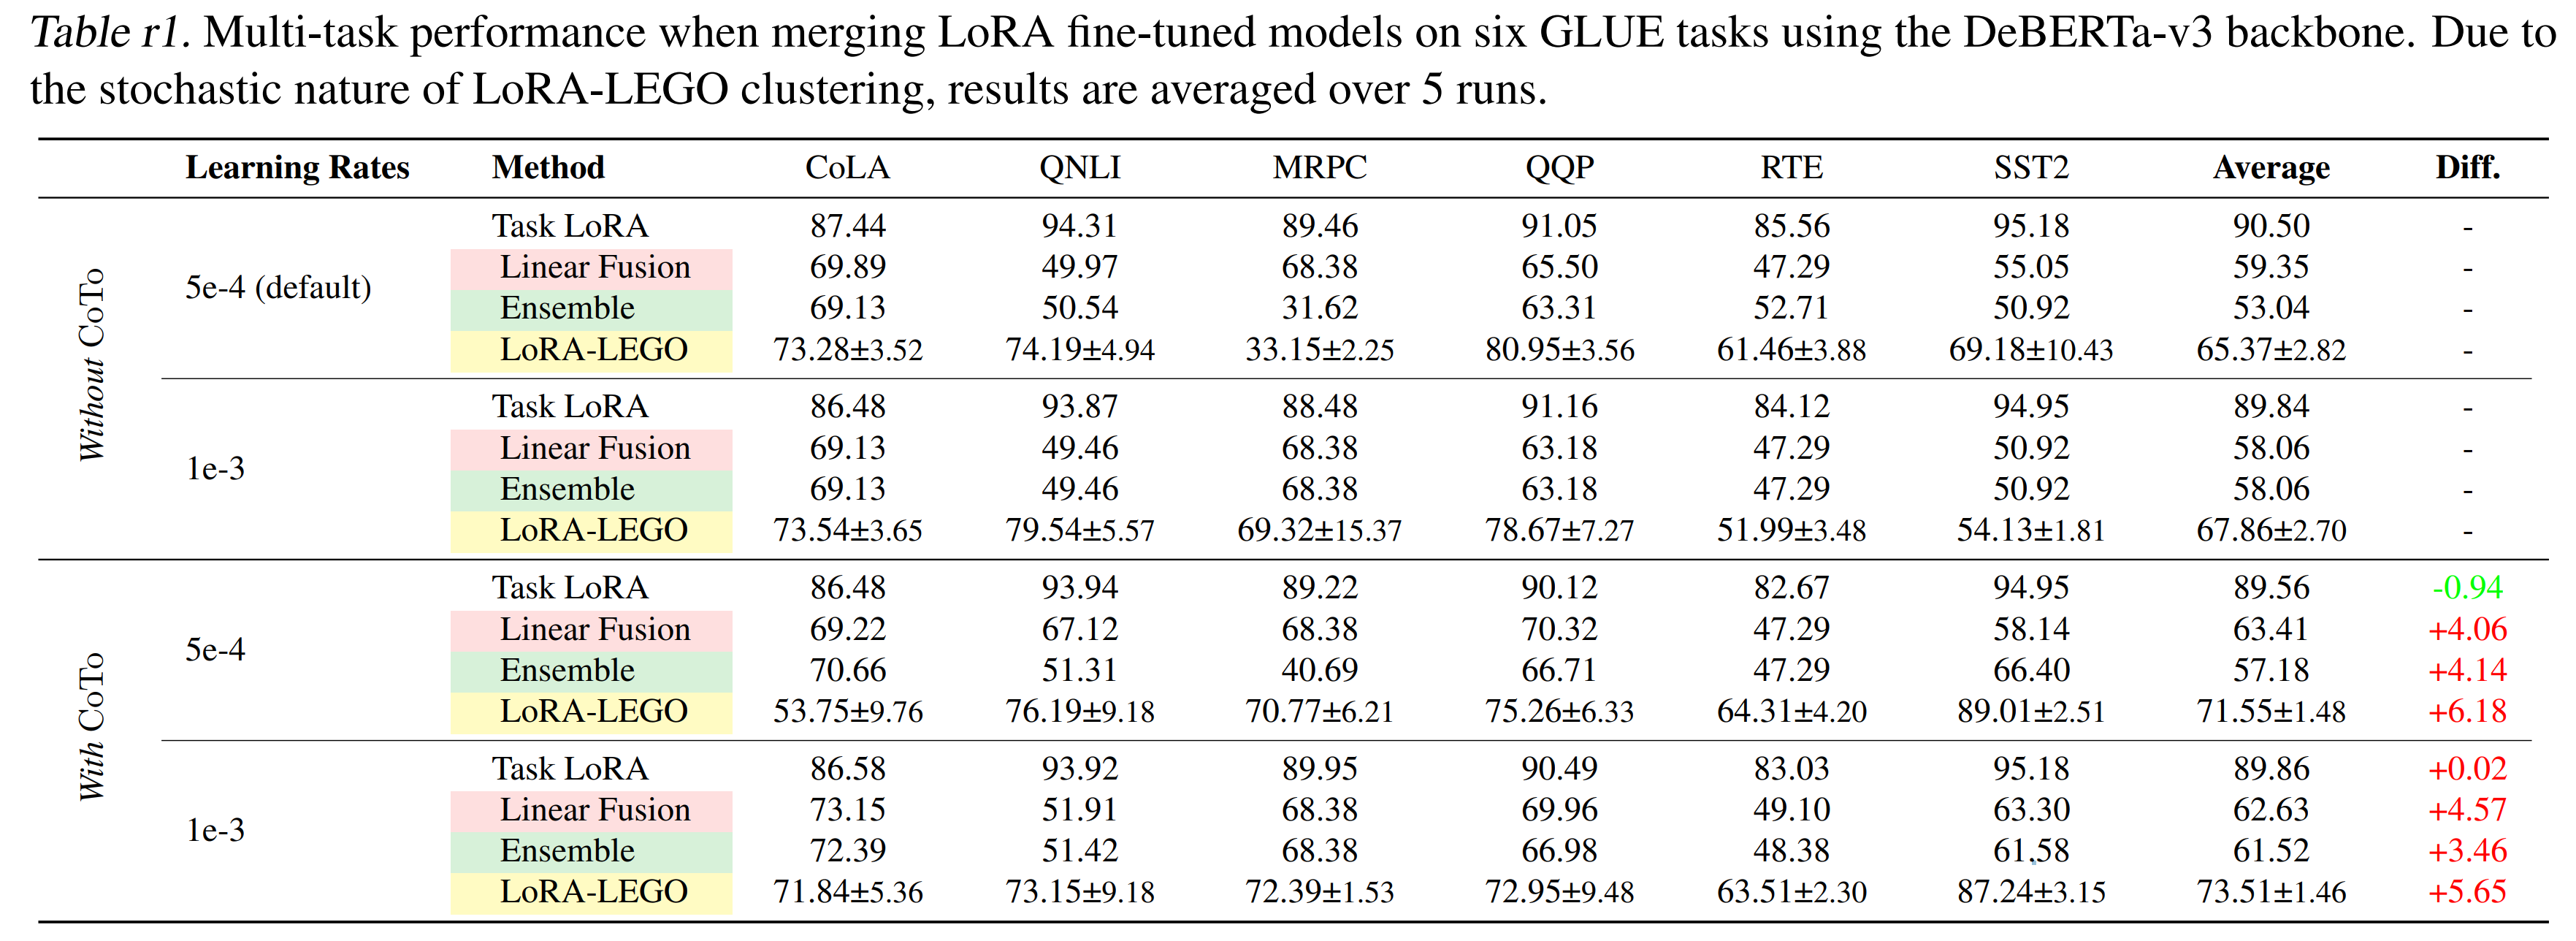 Table r1. Multi-task performance when merging LoRA fine-tuned models on six GLUE tasks using the DeBERTa-v3 backbone. Due to
the stochastic nature of LoRA-LEGO clustering, results are averaged over 5 runs.
Learning Rates Method CoLA QNLI MRPC QQP RTE SST2 Average Diff.
Without CoTo
5e-4 (default)
Task LoRA 87.44 94.31 89.46 91.05 85.56 95.18 90.50 -
Linear Fusion 69.89 49.97 68.38 65.50 47.29 55.05 59.35 -
Ensemble 69.13 50.54 31.62 63.31 52.71 50.92 53.04 -
LoRA-LEGO 73.28±3.52 74.19±4.94 33.15±2.25 80.95±3.56 61.46±3.88 69.18±10.43 65.37±2.82 -
1e-3
Task LoRA 86.48 93.87 88.48 91.16 84.12 94.95 89.84 -
Linear Fusion 69.13 49.46 68.38 63.18 47.29 50.92 58.06 -
Ensemble 69.13 49.46 68.38 63.18 47.29 50.92 58.06 -
LoRA-LEGO 73.54±3.65 79.54±5.57 69.32±15.37 78.67±7.27 51.99±3.48 54.13±1.81 67.86±2.70 -
With CoTo
5e-4
Task LoRA 86.48 93.94 89.22 90.12 82.67 94.95 89.56 -0.94
Linear Fusion 69.22 67.12 68.38 70.32 47.29 58.14 63.41 +4.06
Ensemble 70.66 51.31 40.69 66.71 47.29 66.40 57.18 +4.14
LoRA-LEGO 53.75±9.76 76.19±9.18 70.77±6.21 75.26±6.33 64.31±4.20 89.01±2.51 71.55±1.48 +6.18
1e-3
Task LoRA 86.58 93.92 89.95 90.49 83.03 95.18 89.86 +0.02
Linear Fusion 73.15 51.91 68.38 69.96 49.10 63.30 62.63 +4.57
Ensemble 72.39 51.42 68.38 66.98 48.38 61.58 61.52 +3.46
LoRA-LEGO 71.84±5.36 73.15±9.18 72.39±1.53 72.95±9.48 63.51±2.30 87.24±3.15 73.51±1.46 +5.65